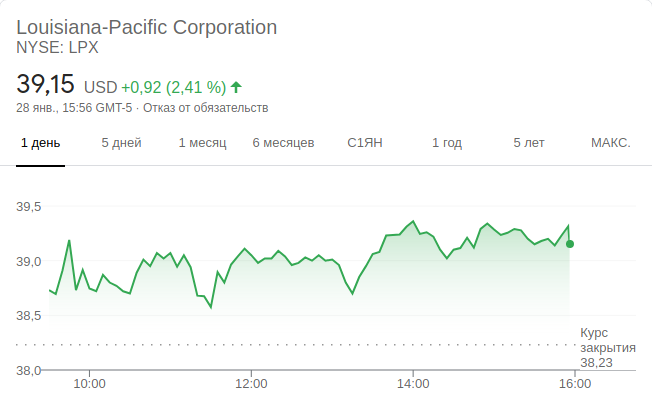 Louisiana-Pacific Corporation
NYSE: LPX
39,15 USD +0,92 (2,41 %)
28 янв., 15:56 GMT-5 · Отказ от обязательств
1 день 5 дней 1 месяц 6 месяцев С1ЯН 1 год 5 лет МАКС.
39,5
39,0
38,5
38,0
Курс
закрытия
38,23
10:00 12:00 14:00 16:00